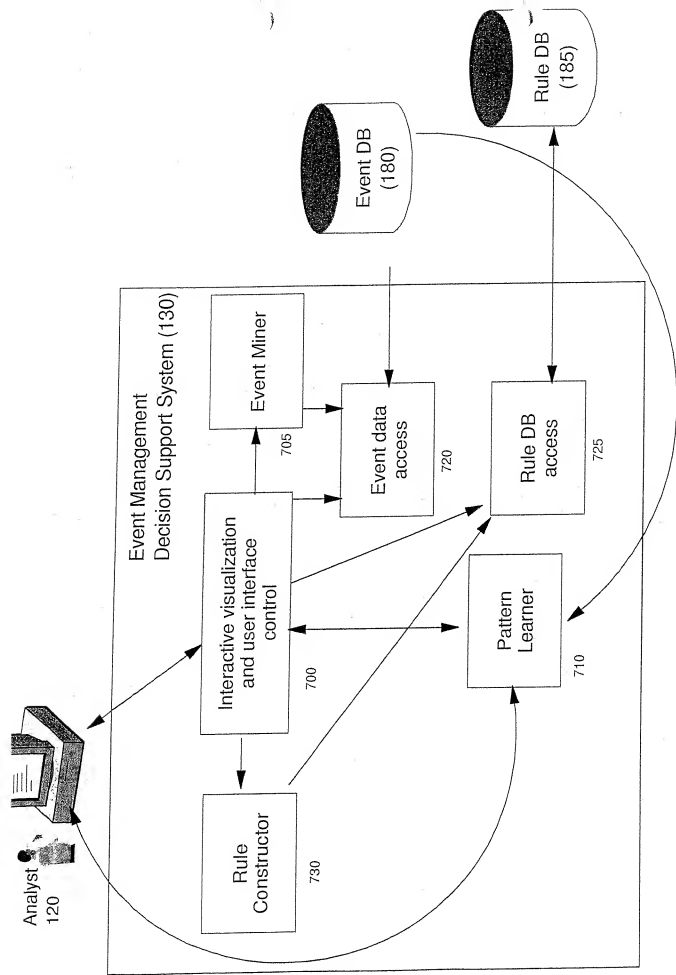 Analyst
120
Event Management
Decision Support System (130)
Rule
Constructor
730
Interactive visualization
and user interface
control
700
Event Miner
705
Event data
access
720
Pattern
Learner
710
Rule DB
access
725
Event DB
(180)
Rule DB
(185)